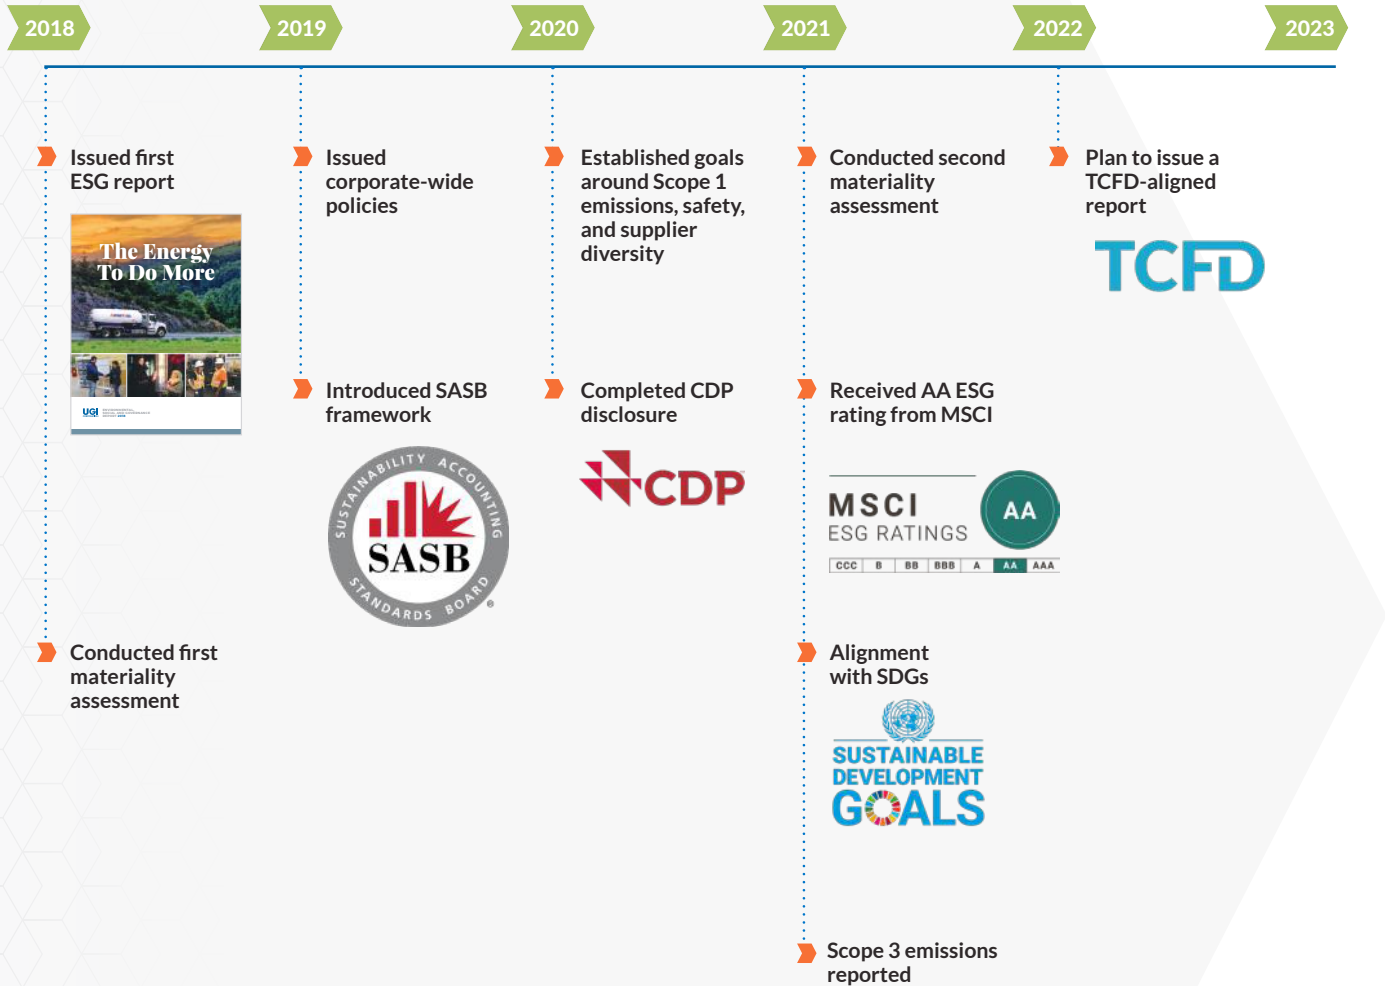 2018
2019
2020
2021
2022
2023
Issued first
ESG report
The Energy
To Do More
UGI
Conducted first
materiality
assessment
Issued
corporate-wide
policies
Introduced SASB
framework
SUSTAINABILITY ACCOUNTING
SASB
STANDARDS BOARD
®
Established goals
around Scope 1
emissions, safety,
and supplier
diversity
Completed CDP
disclosure
CDP
Conducted second
materiality
assessment
Received AA ESG
rating from MSCI
MSCI
ESG RATINGS
AA
CCC B BB BBB A AA AAA
Alignment
with SDGs
SUSTAINABLE
DEVELOPMENT
GOALS
Scope 3 emissions
reported
Plan to issue a
TCFD-aligned
report
TCFD